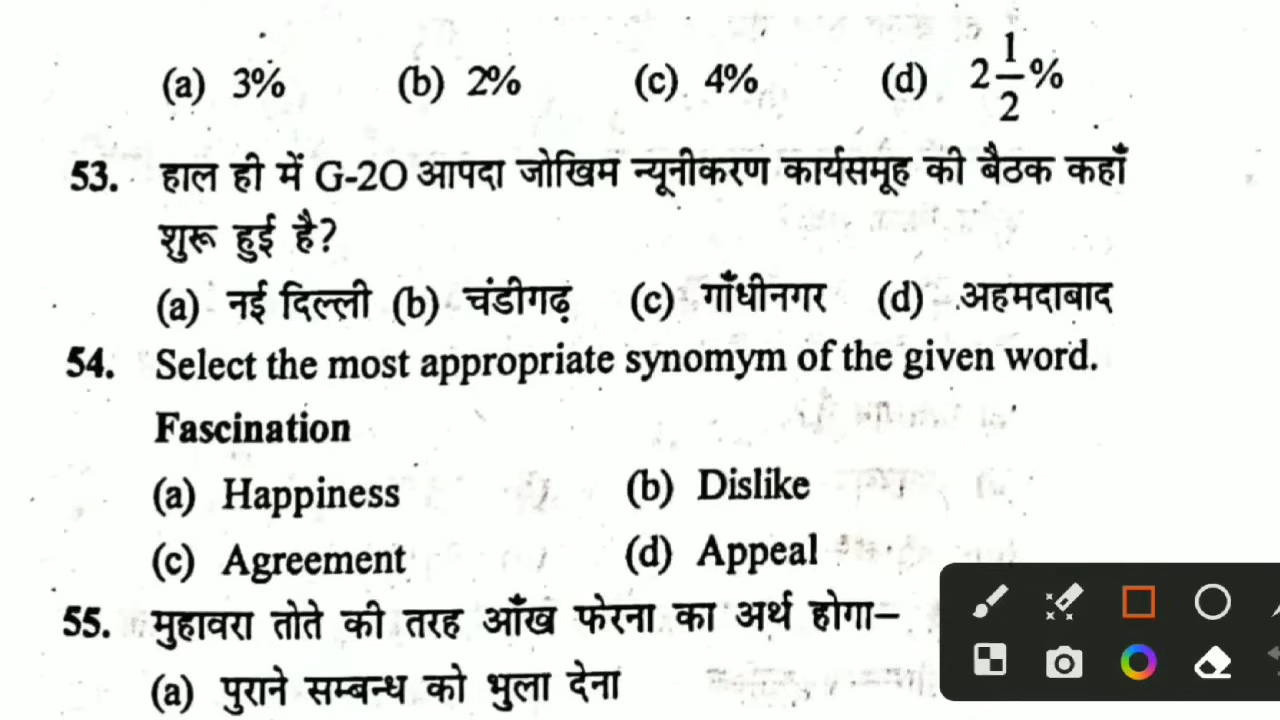 (a) 3% (b) 2% (c) 4% (d) 2 1/2 %
53. हाल ही में G-20 आपदा जोखिम न्यूनीकरण कार्यसमूह की बैठक कहाँ
शुरू हुई है?
(a) नई दिल्ली (b) चंडीगढ़ (c) गाँधीनगर (d) अहमदाबाद
54. Select the most appropriate synomym of the given word.
Fascination
(a) Happiness (b) Dislike
(c) Agreement (d) Appeal
55. मुहावरा तोते की तरह आँख फेरना का अर्थ होगा–
(a) पुराने सम्बन्ध को भुला देना